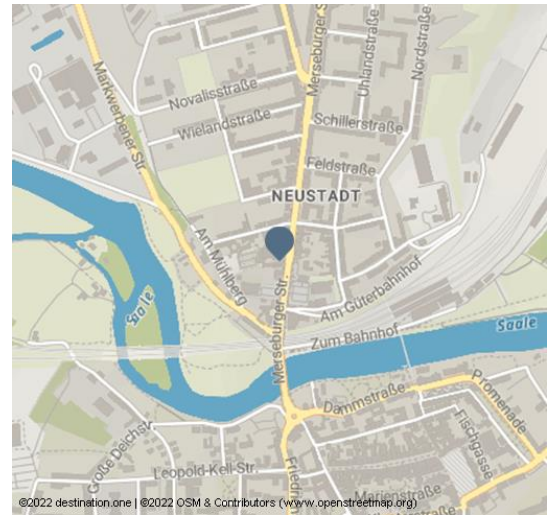 Merseburger S
Nordstraße
Uhlandstraße
Markwerbener Str.
Novalisstraße
Wielandstraße
Schillerstraße
Feldstraße
NEUSTADT
Am Mühlberg
Am Güterbahnhof
Saale
Merseburger Str.
Zum Bahnhof
Saale
Dammstraße
Promenade
Große Deichstr
Fischgasse
Leopold-Kell-Str.
Marienstraße
©2022 destination.one | ©2022 OSM & Contributors (www.openstreetmap.org)